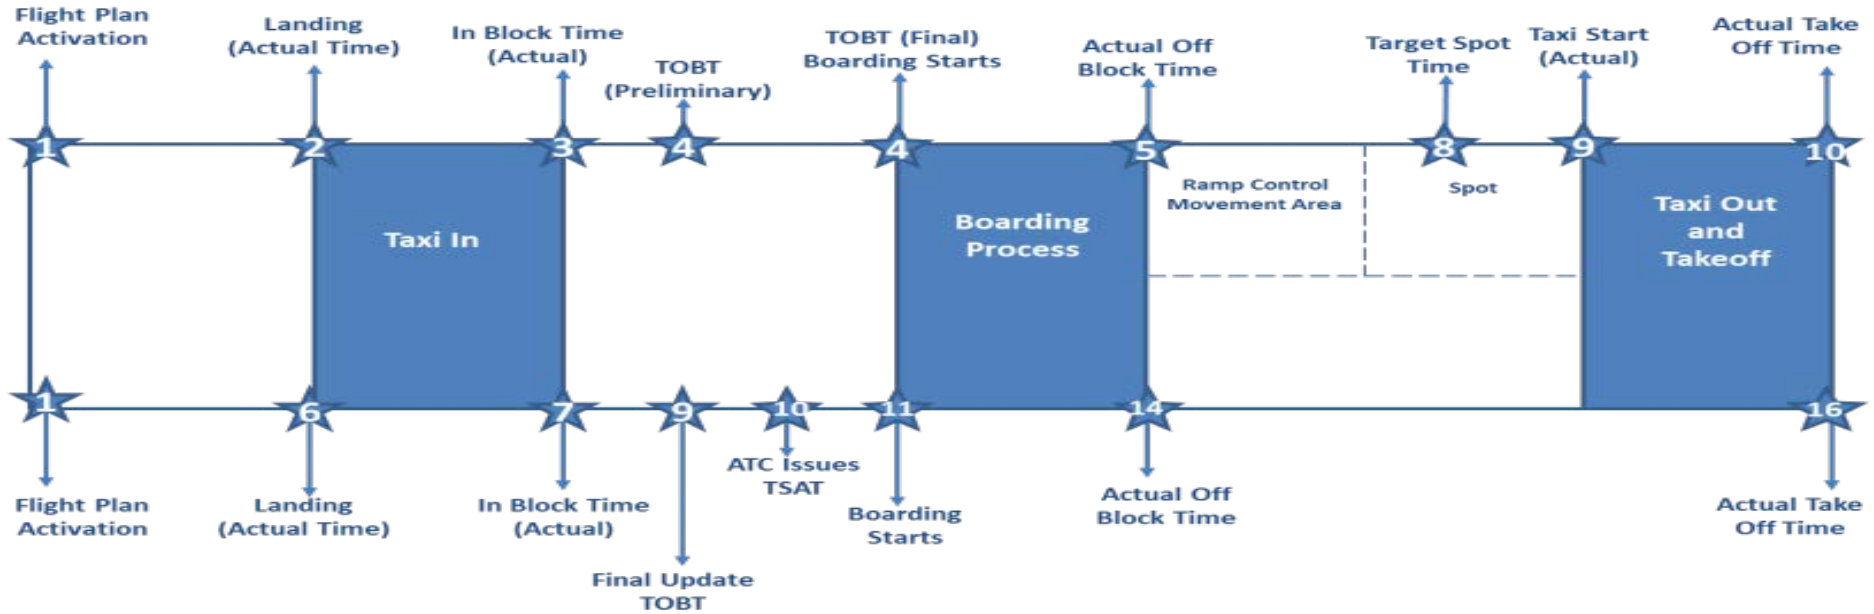 Flight Plan
Activation
Landing
(Actual Time)
In Block Time
(Actual)
TOBT
(Preliminary)
TOBT (Final)
Boarding Starts
Actual Off
Block Time
Target Spot
Time
Taxi Start
(Actual)
Actual Take
Off Time
1
2
3
4
4
5
8
9
10
Taxi In
Boarding
Process
Ramp Control
Movement Area
Spot
Taxi Out
and
Takeoff
1
6
7
9
10
11
14
16
Flight Plan
Activation
Landing
(Actual Time)
In Block Time
(Actual)
Final Update
TOBT
ATC Issues
TSAT
Boarding
Starts
Actual Off
Block Time
Actual Take
Off Time